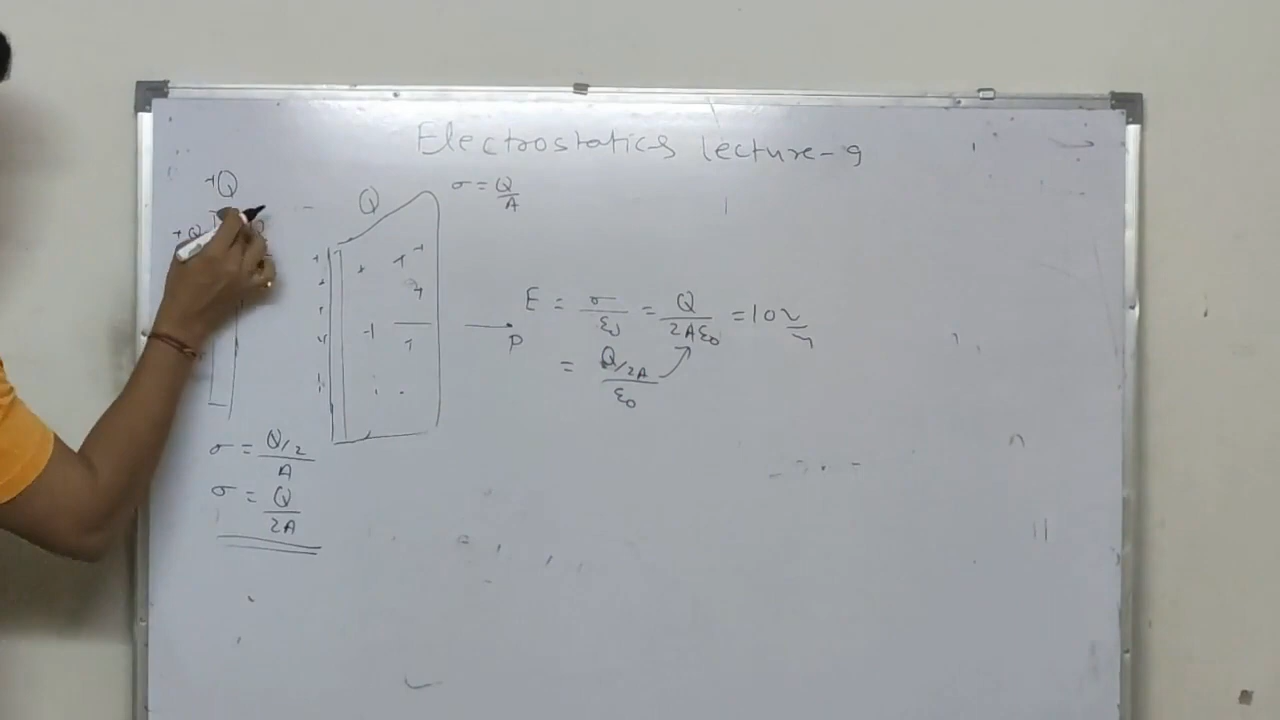 Electrostatics lecture-9
+Q
+Q
Q
σ = Q/A
E = σ/ε0 = Q/2Aε0 = 10
= Q/2A/ε0
P
σ = Q/2/A
σ = Q/2A